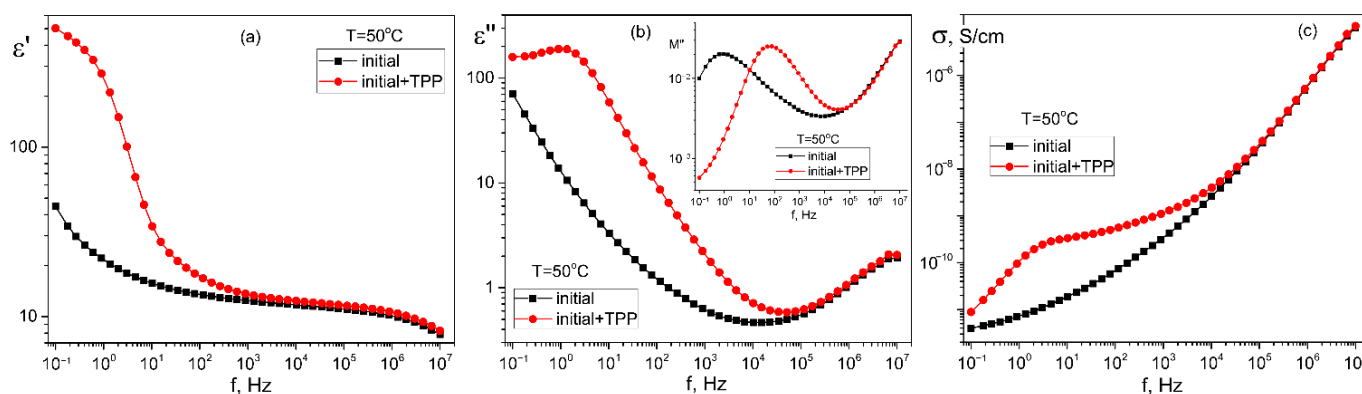 ε'
(a)
T=50°C
initial
initial+TPP
100
10
10⁻¹ 10⁰ 10¹ 10² 10³ 10⁴ 10⁵ 10⁶ 10⁷
f, Hz
ε''
(b)
100
10
1
T=50°C
initial
initial+TPP
10⁻¹ 10⁰ 10¹ 10² 10³ 10⁴ 10⁵ 10⁶ 10⁷
f, Hz
M''
10⁻²
10⁻³
T=50°C
initial
initial+TPP
10⁻¹ 10⁰ 10¹ 10² 10³ 10⁴ 10⁵ 10⁶ 10⁷
f, Hz
σ, S/cm
(c)
T=50°C
initial
initial+TPP
10⁻⁶
10⁻⁸
10⁻¹⁰
10⁻¹ 10⁰ 10¹ 10² 10³ 10⁴ 10⁵ 10⁶ 10⁷
f, Hz